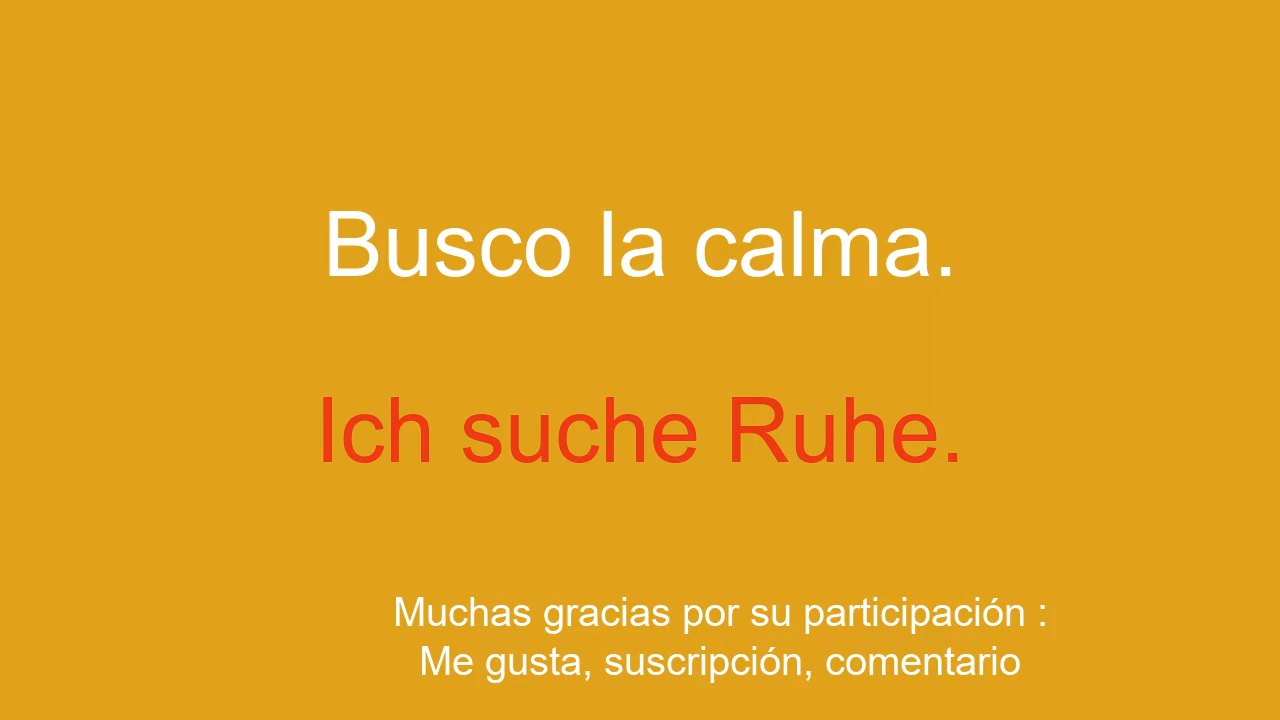 Busco la calma.
Ich suche Ruhe.
Muchas gracias por su participación :
Me gusta, suscripción, comentario